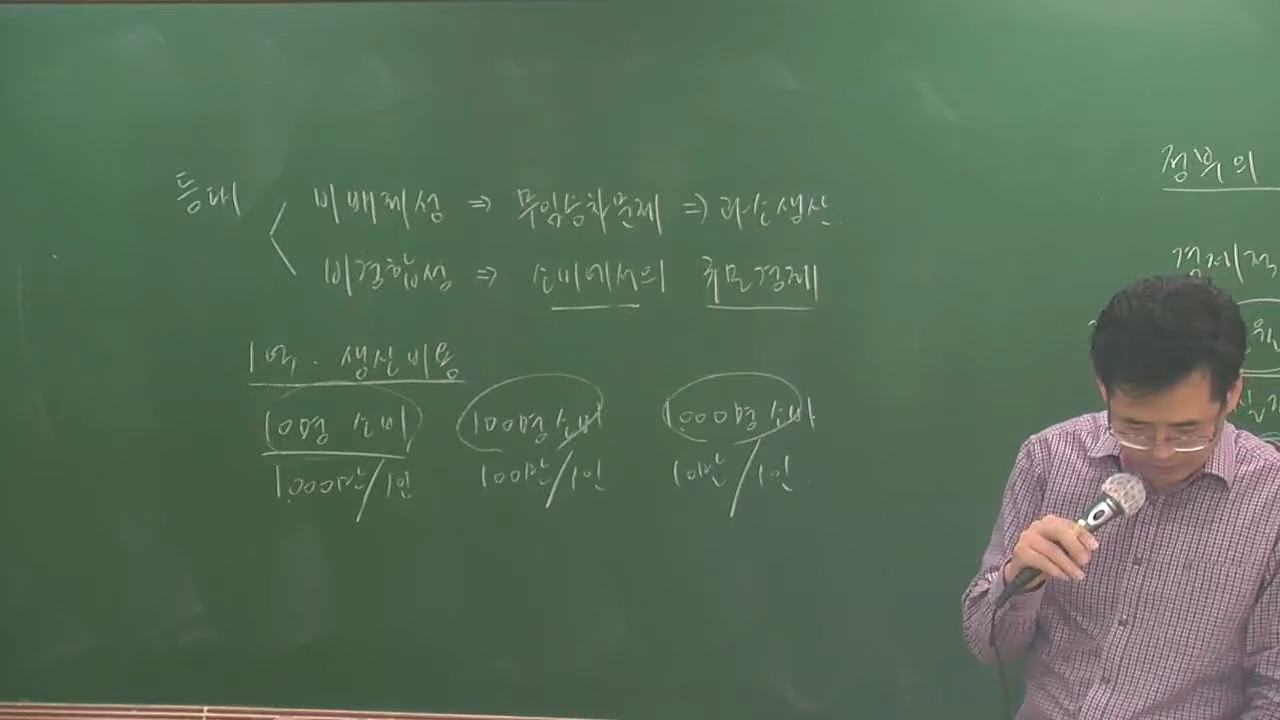 등대
비배제성 ⇒ 무임승차문제 ⇒ 과소생산
비경합성 ⇒ 소비에서의 규모경제
1억. 생산비용
10명 소비 100명 소비 1,000명 소비
1,000만/1인 100만/1인 10만/1인
정부의
경제적